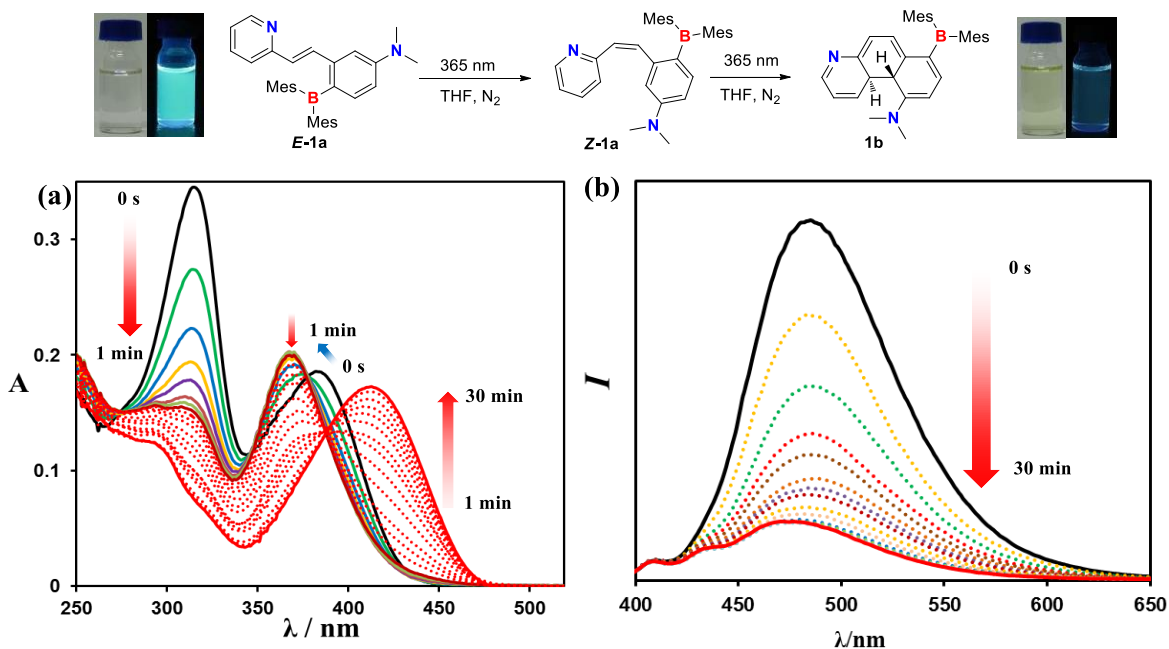 N
N
Mes
B
Mes
E-1a
365 nm
THF, N2
N
Mes
B
Mes
N
Z-1a
365 nm
THF, N2
Mes
B
Mes
N
H
H
N
1b
(a)
0 s
1 min
1 min
0 s
30 min
1 min
A
0.3
0.2
0.1
0
250 300 350 400 450 500
λ / nm
(b)
0 s
30 min
I
400 450 500 550 600 650
λ/nm